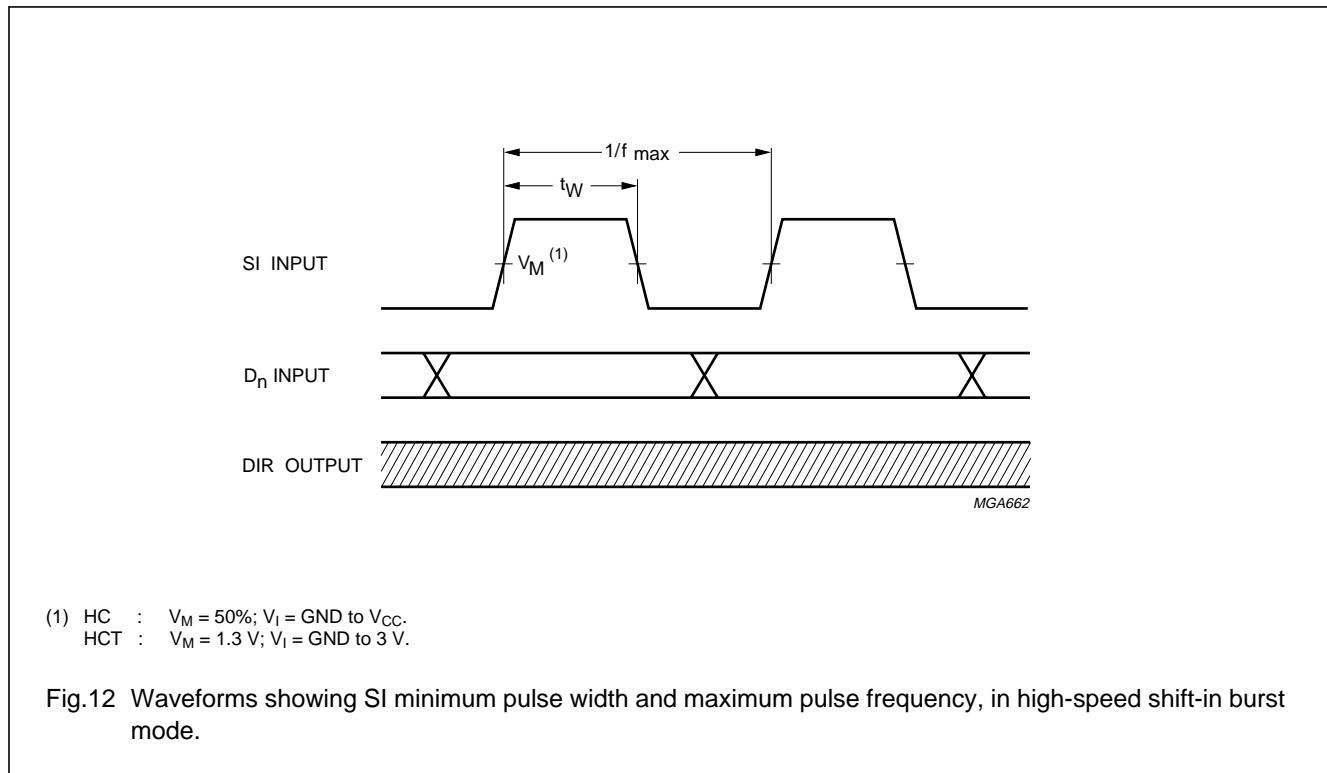 1/f max
tW
SI INPUT
VM (1)
Dn INPUT
DIR OUTPUT
MGA662
(1) HC : VM = 50%; VI = GND to VCC.
HCT : VM = 1.3 V; VI = GND to 3 V.
Fig.12 Waveforms showing SI minimum pulse width and maximum pulse frequency, in high-speed shift-in burst
mode.